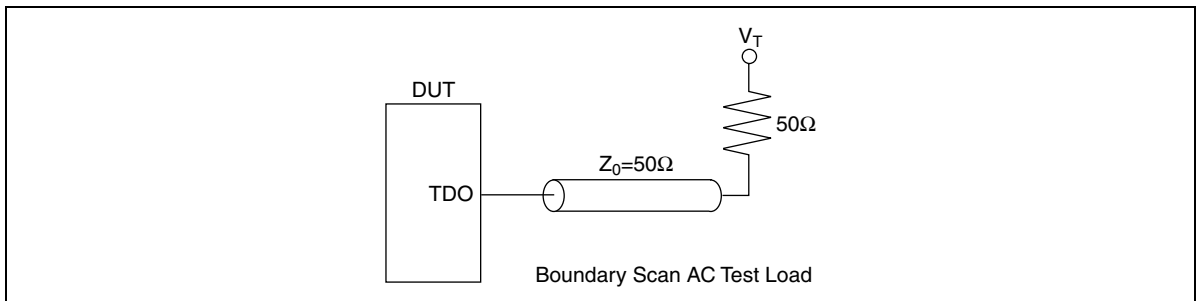 V_T
DUT
50Ω
Z_0=50Ω
TDO
Boundary Scan AC Test Load